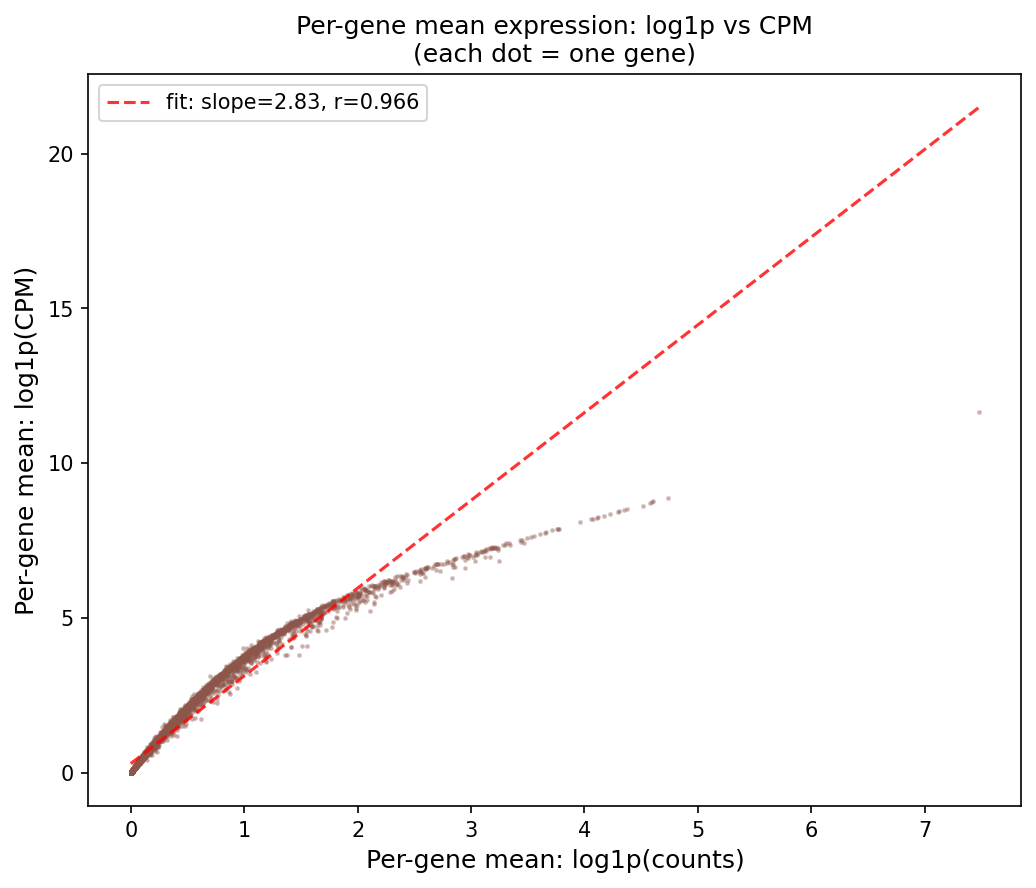 Per-gene mean expression: log1p vs CPM
(each dot = one gene)
fit: slope=2.83, r=0.966
Per-gene mean: log1p(CPM)
20
15
10
5
0
0 1 2 3 4 5 6 7
Per-gene mean: log1p(counts)